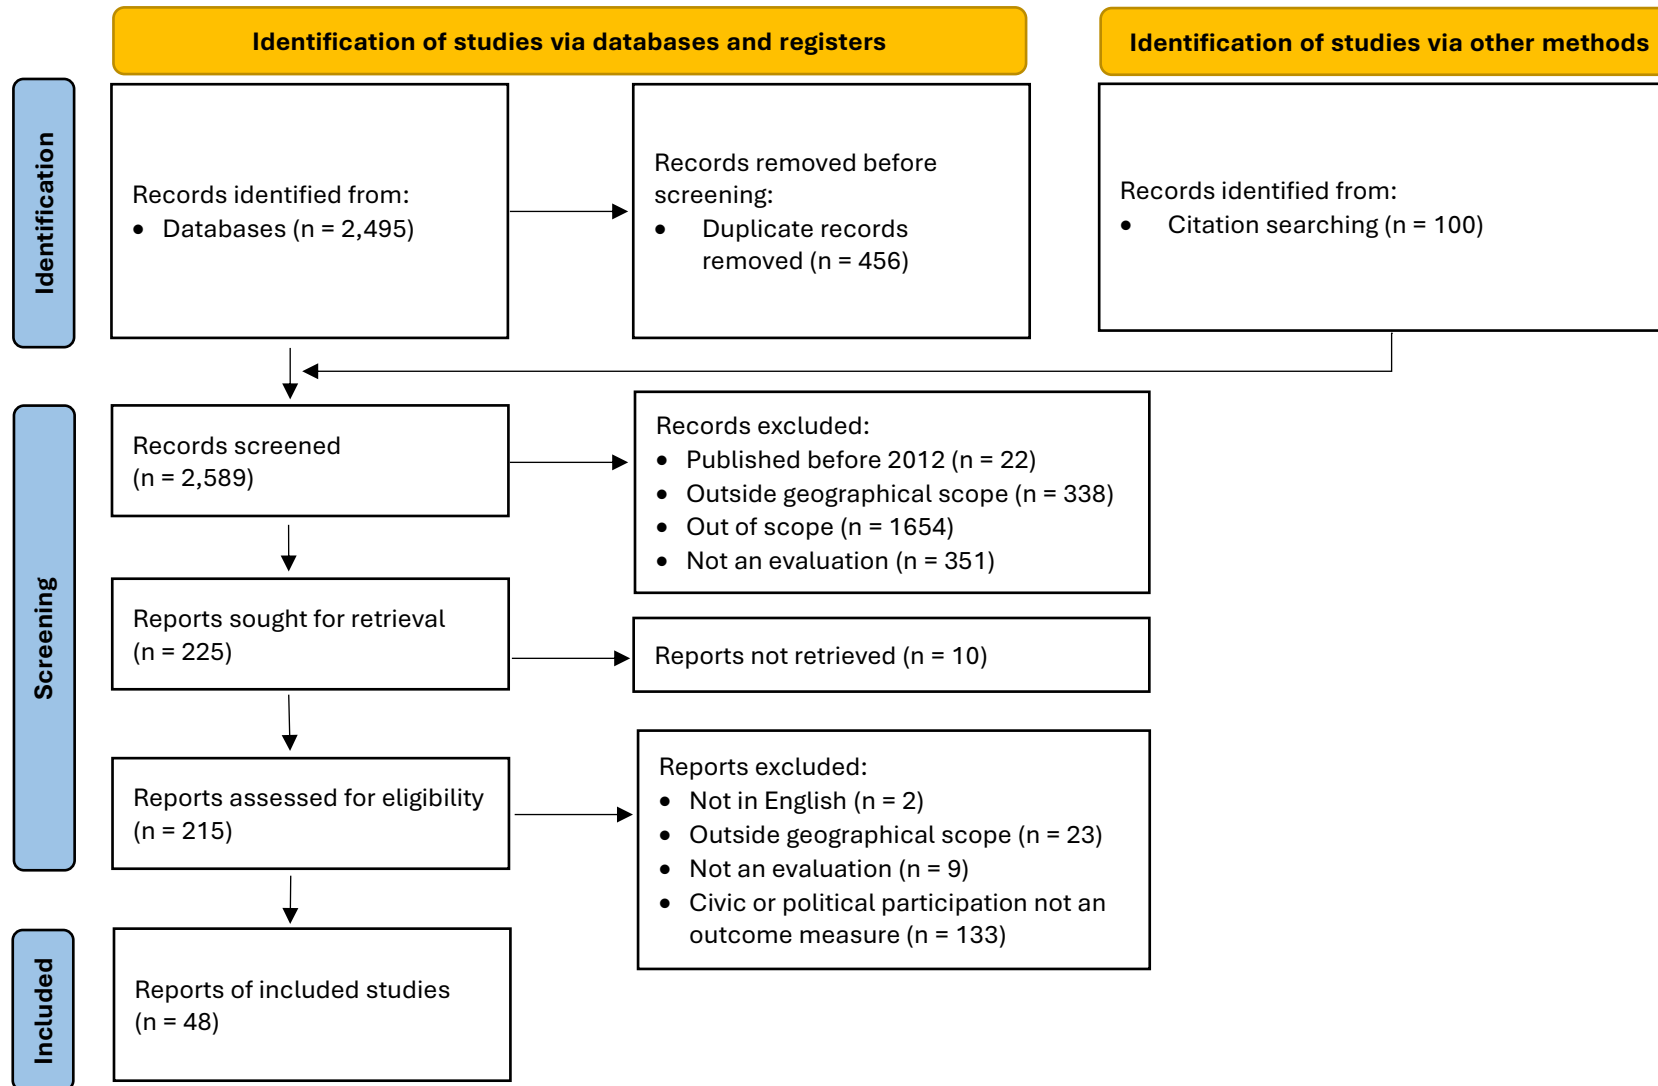 Identification of studies via databases and registers
Identification of studies via other methods
Identification
Records identified from:
• Databases (n = 2,495)
Records removed before
screening:
• Duplicate records
removed (n = 456)
Records identified from:
• Citation searching (n = 100)
Screening
Records screened
(n = 2,589)
Records excluded:
• Published before 2012 (n = 22)
• Outside geographical scope (n = 338)
• Out of scope (n = 1654)
• Not an evaluation (n = 351)
Reports sought for retrieval
(n = 225)
Reports not retrieved (n = 10)
Reports assessed for eligibility
(n = 215)
Reports excluded:
• Not in English (n = 2)
• Outside geographical scope (n = 23)
• Not an evaluation (n = 9)
• Civic or political participation not an
outcome measure (n = 133)
Included
Reports of included studies
(n = 48)